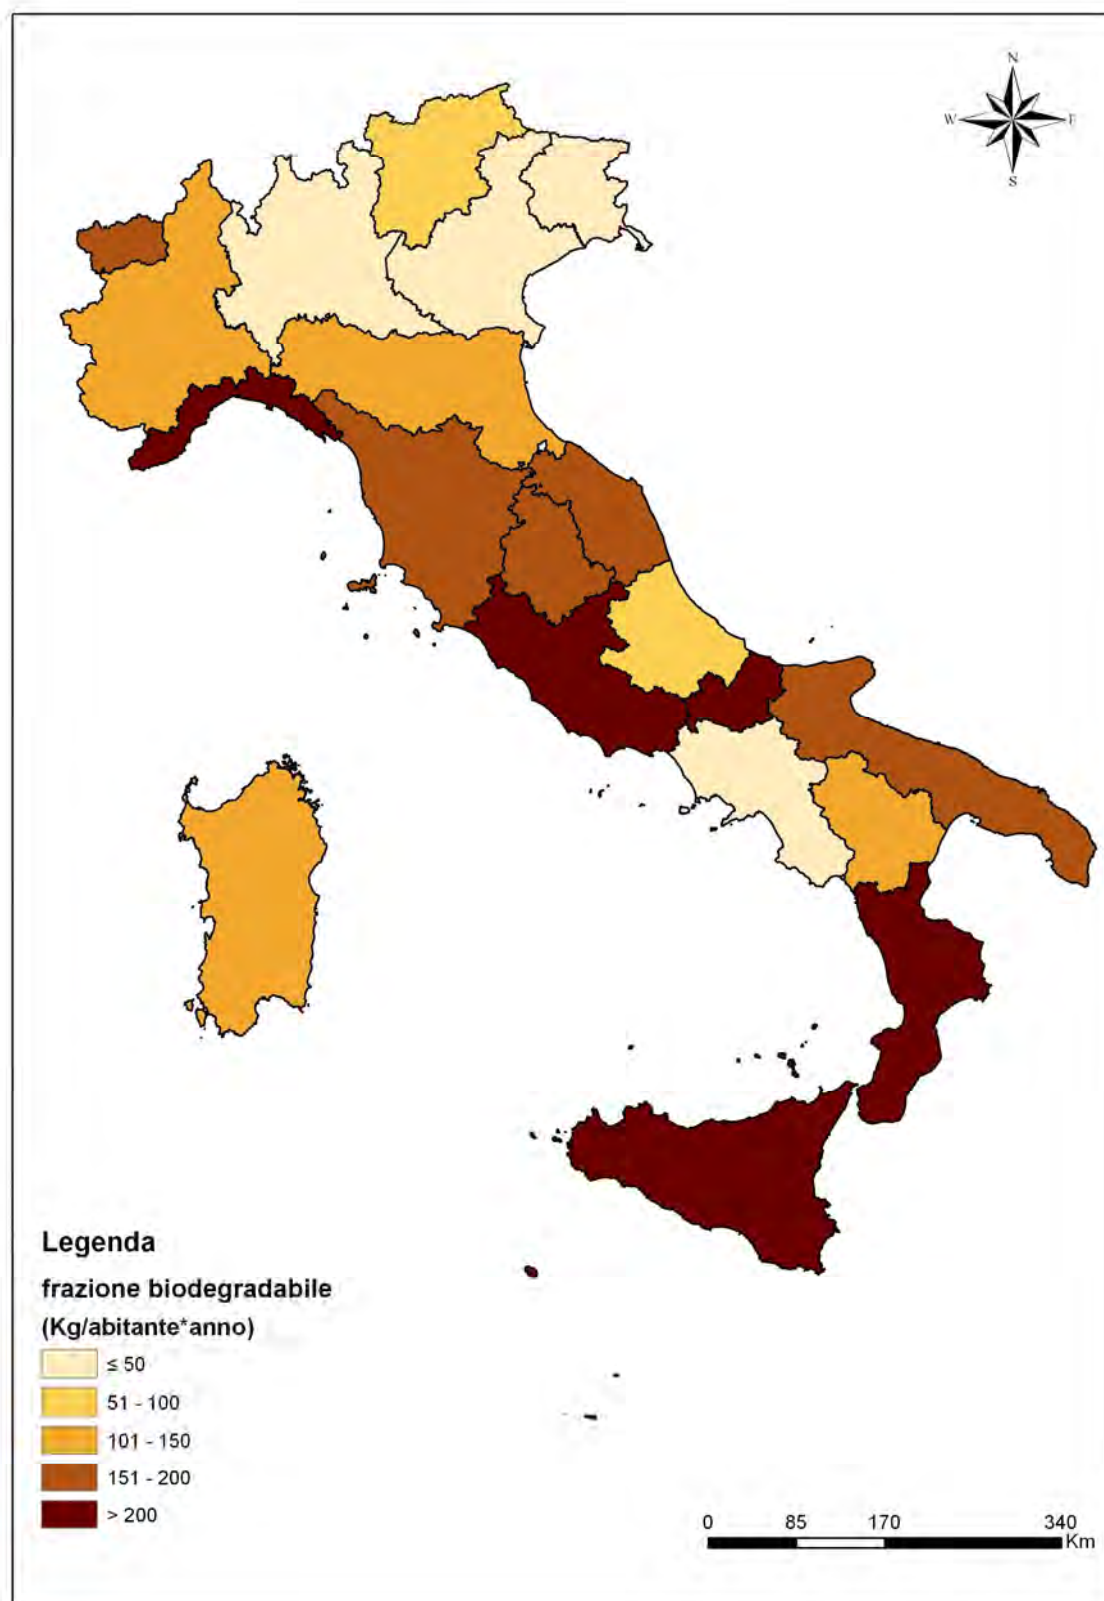 N
W E
S
Legenda
frazione biodegradabile
(Kg/abitante*anno)
≤ 50
51 - 100
101 - 150
151 - 200
> 200
0 85 170 340
Km